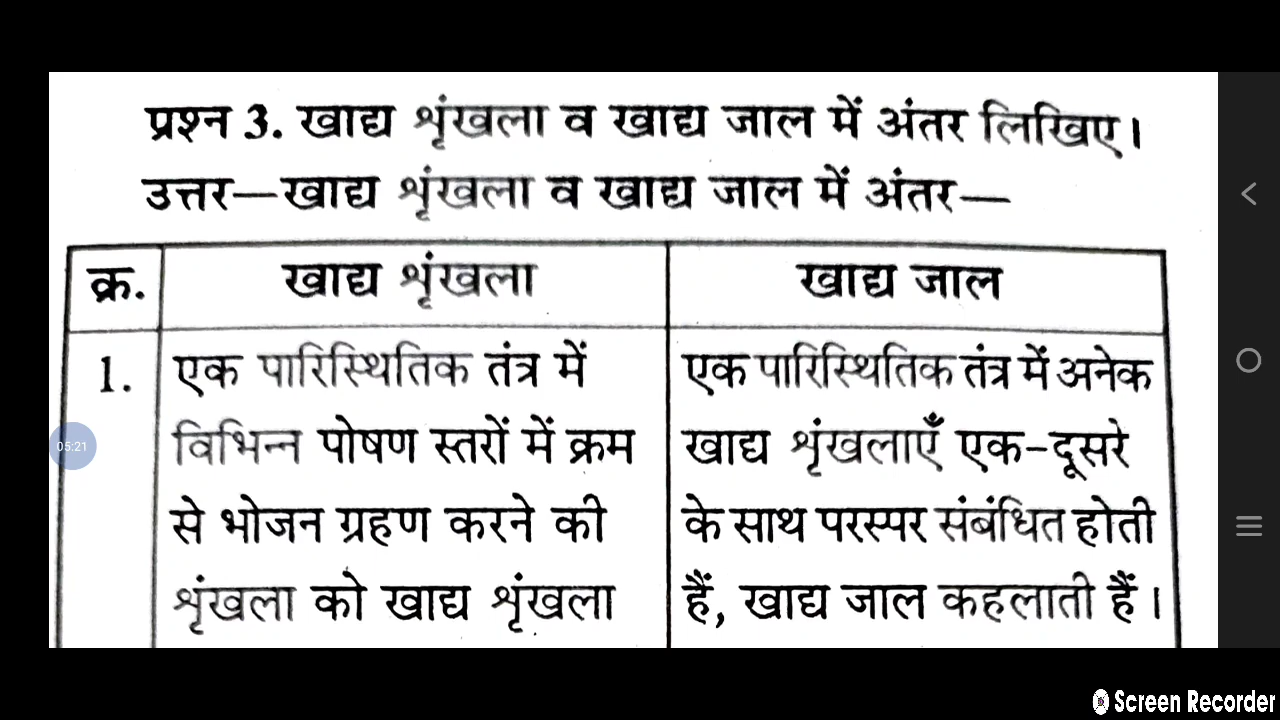 प्रश्न 3. खाद्य शृंखला व खाद्य जाल में अंतर लिखिए।
उत्तर—खाद्य शृंखला व खाद्य जाल में अंतर—
क्र. खाद्य शृंखला खाद्य जाल
1. एक पारिस्थितिक तंत्र में एक पारिस्थितिक तंत्र में अनेक
विभिन्न पोषण स्तरों में क्रम खाद्य शृंखलाएँ एक-दूसरे
05:21
से भोजन ग्रहण करने की के साथ परस्पर संबंधित होती
शृंखला को खाद्य शृंखला हैं, खाद्य जाल कहलाती हैं।
Screen Recorder